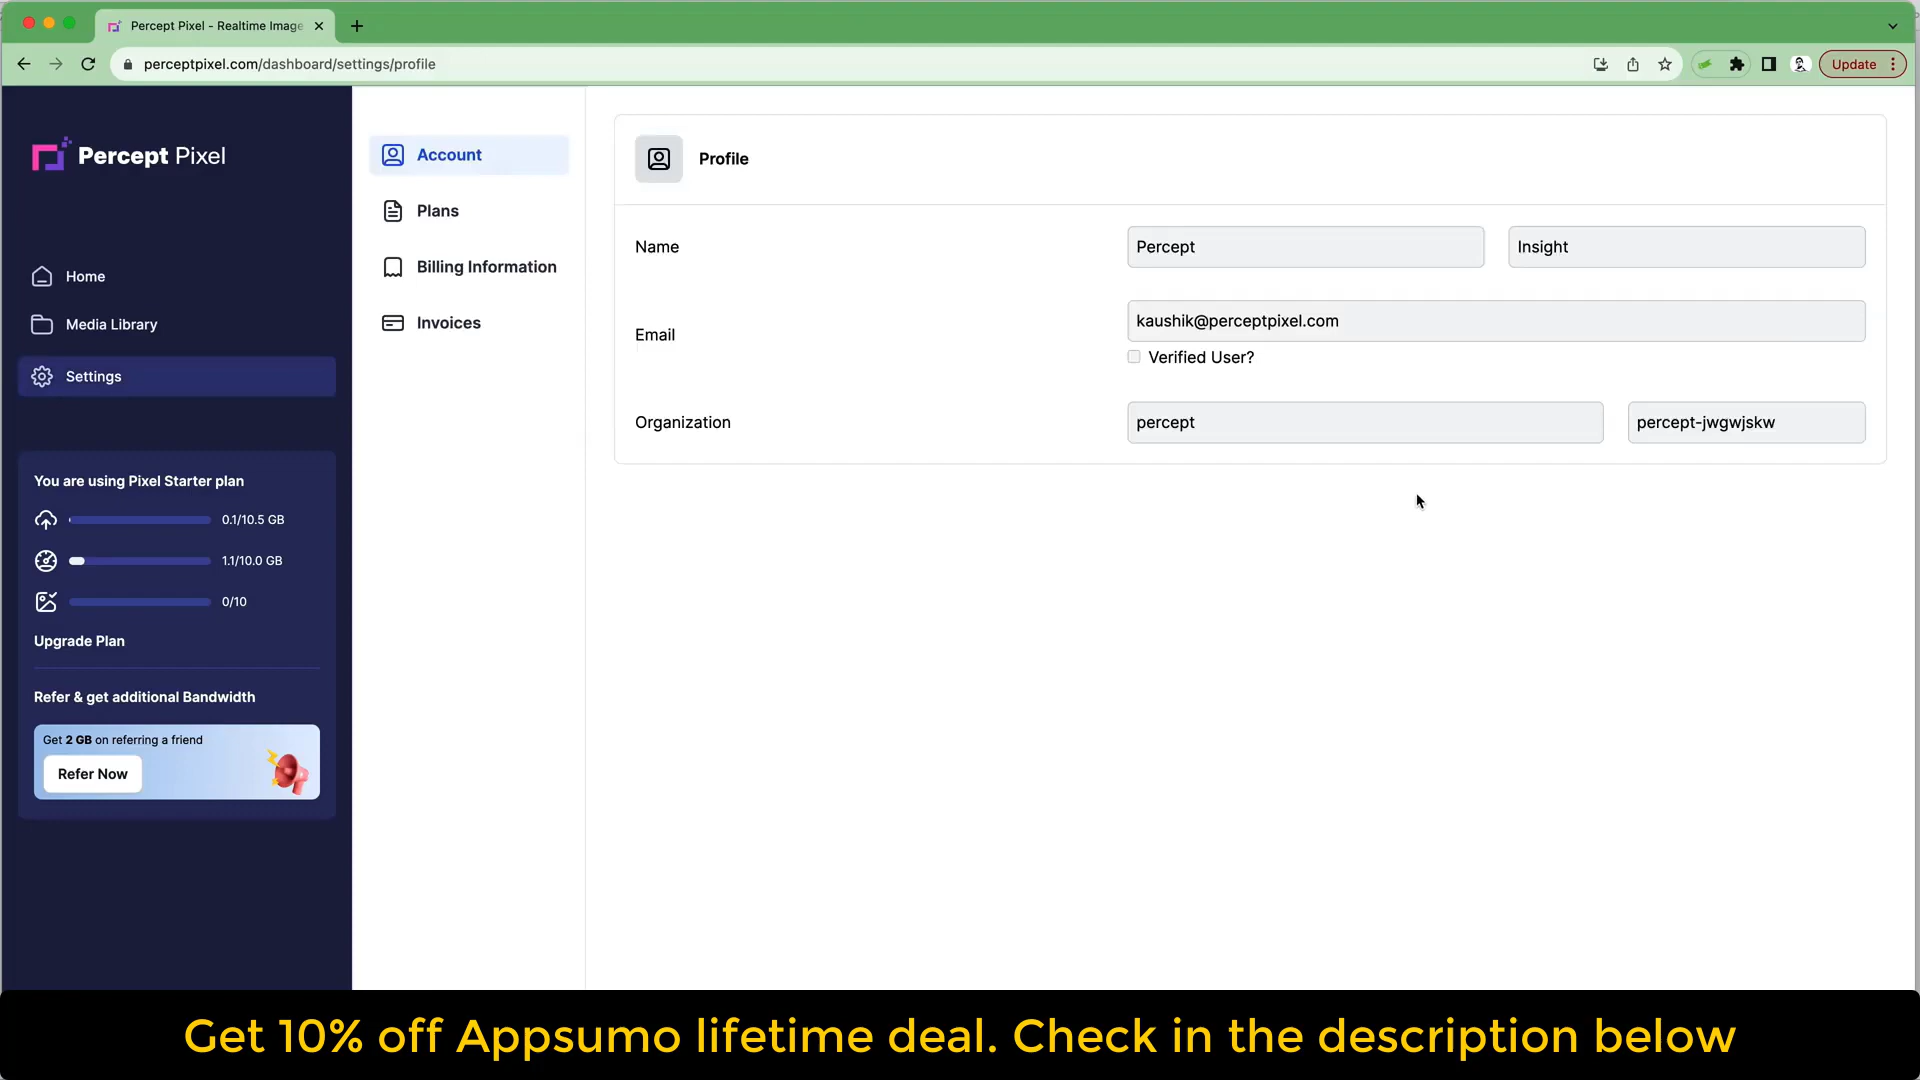 Percept Pixel - Realtime Image
Update
perceptpixel.com/dashboard/settings/profile
Percept Pixel
Home
Media Library
Settings
You are using Pixel Starter plan
0.1/10.5 GB
1.1/10.0 GB
0/10
Upgrade Plan
Refer & get additional Bandwidth
Get 2 GB on referring a friend
Refer Now
Account
Plans
Billing Information
Invoices
Profile
Name
Percept
Insight
Email
kaushik@perceptpixel.com
Verified User?
Organization
percept
percept-jwgwjskw
Get 10% off Appsumo lifetime deal. Check in the description below